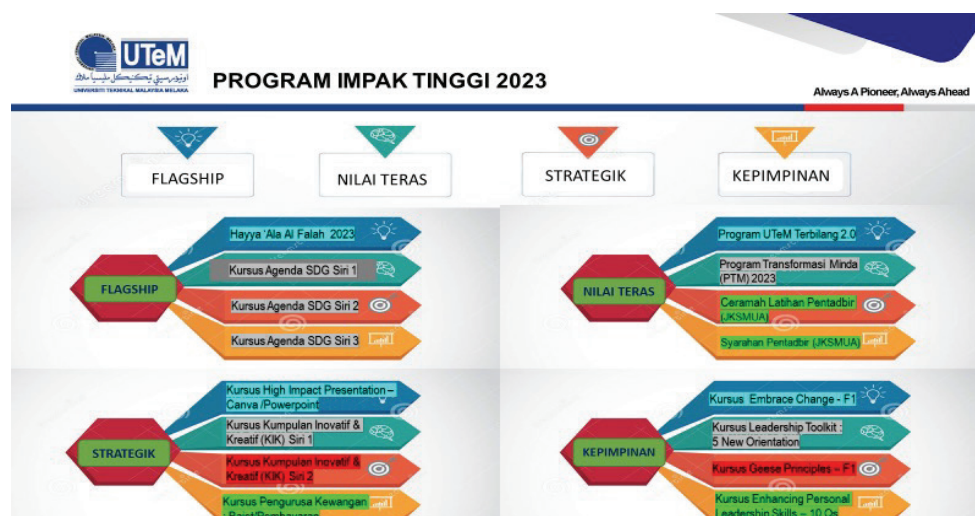 UTeM
اونيۏرسيتي تيكنيكل مليسيا ملاك
UNIVERSITI TEKNIKAL MALAYSIA MELAKA
PROGRAM IMPAK TINGGI 2023
Always A Pioneer, Always Ahead
FLAGSHIP
NILAI TERAS
STRATEGIK
KEPIMPINAN
FLAGSHIP
Hayya 'Ala Al Falah 2023
Kursus Agenda SDG Siri 1
Kursus Agenda SDG Siri 2
Kursus Agenda SDG Siri 3
NILAI TERAS
Program UTeM Terbilang 2.0
Program Transformasi Minda
(PTM) 2023
Ceramah Latihan Pentadbir
(JKSMUA)
Syarahan Pentadbir (JKSMUA)
STRATEGIK
Kursus High Impact Presentation –
Canva /Powerpoint
Kursus Kumpulan Inovatif &
Kreatif (KIK) Siri 1
Kursus Kumpulan Inovatif &
Kreatif (KIK) Siri 2
Kursus Pengurusa Kewangan
KEPIMPINAN
Kursus Embrace Change - F1
Kursus Leadership Toolkit :
5 New Orientation
Kursus Geese Principles – F1
Kursus Enhancing Personal
Leadership Skills – 10 Qs